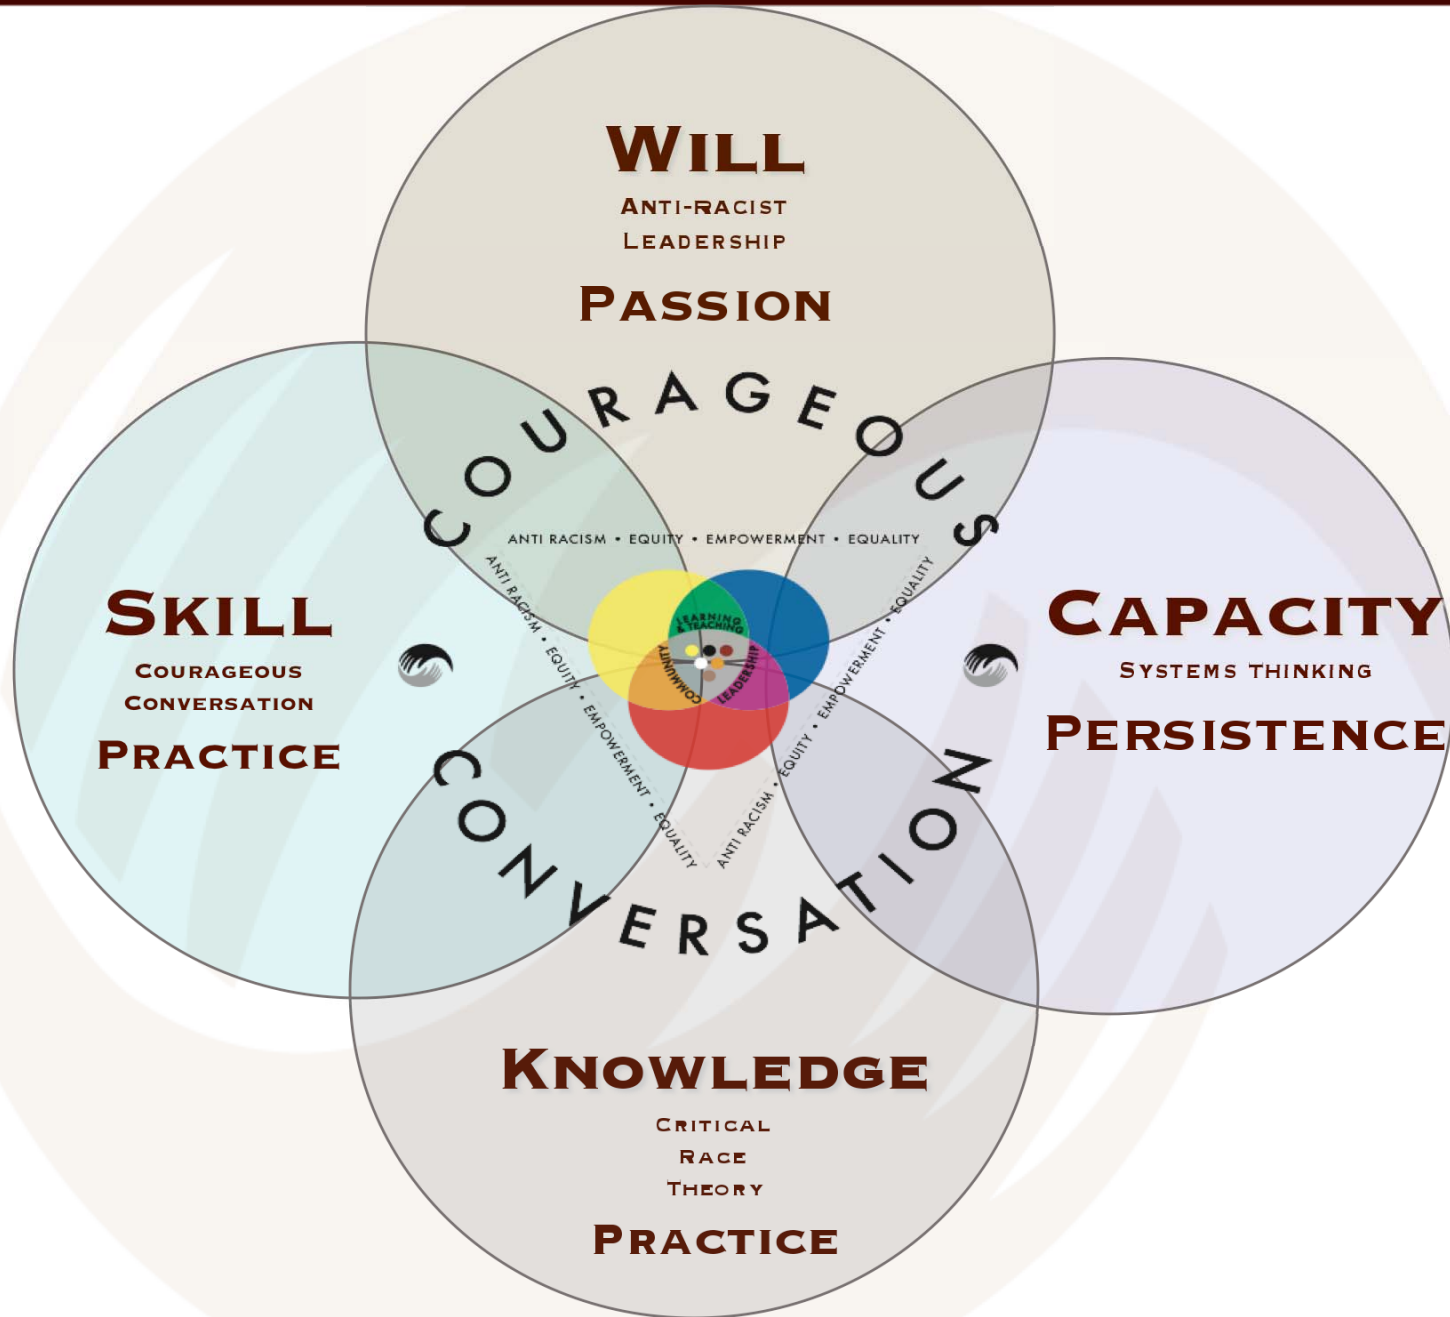 WILL
ANTI-RACIST
LEADERSHIP
PASSION
COURAGEOUS
ANTI RACISM • EQUITY • EMPOWERMENT • EQUALITY
ANTI RACISM • EQUITY • EMPOWERMENT • EQUALITY
ANTI RACISM • EQUITY • EMPOWERMENT • EQUALITY
LEARNING
& TEACHING
COMMUNITY
LEADERSHIP
SKILL
COURAGEOUS
CONVERSATION
PRACTICE
CAPACITY
SYSTEMS THINKING
PERSISTENCE
CONVERSATION
KNOWLEDGE
CRITICAL
RACE
THEORY
PRACTICE